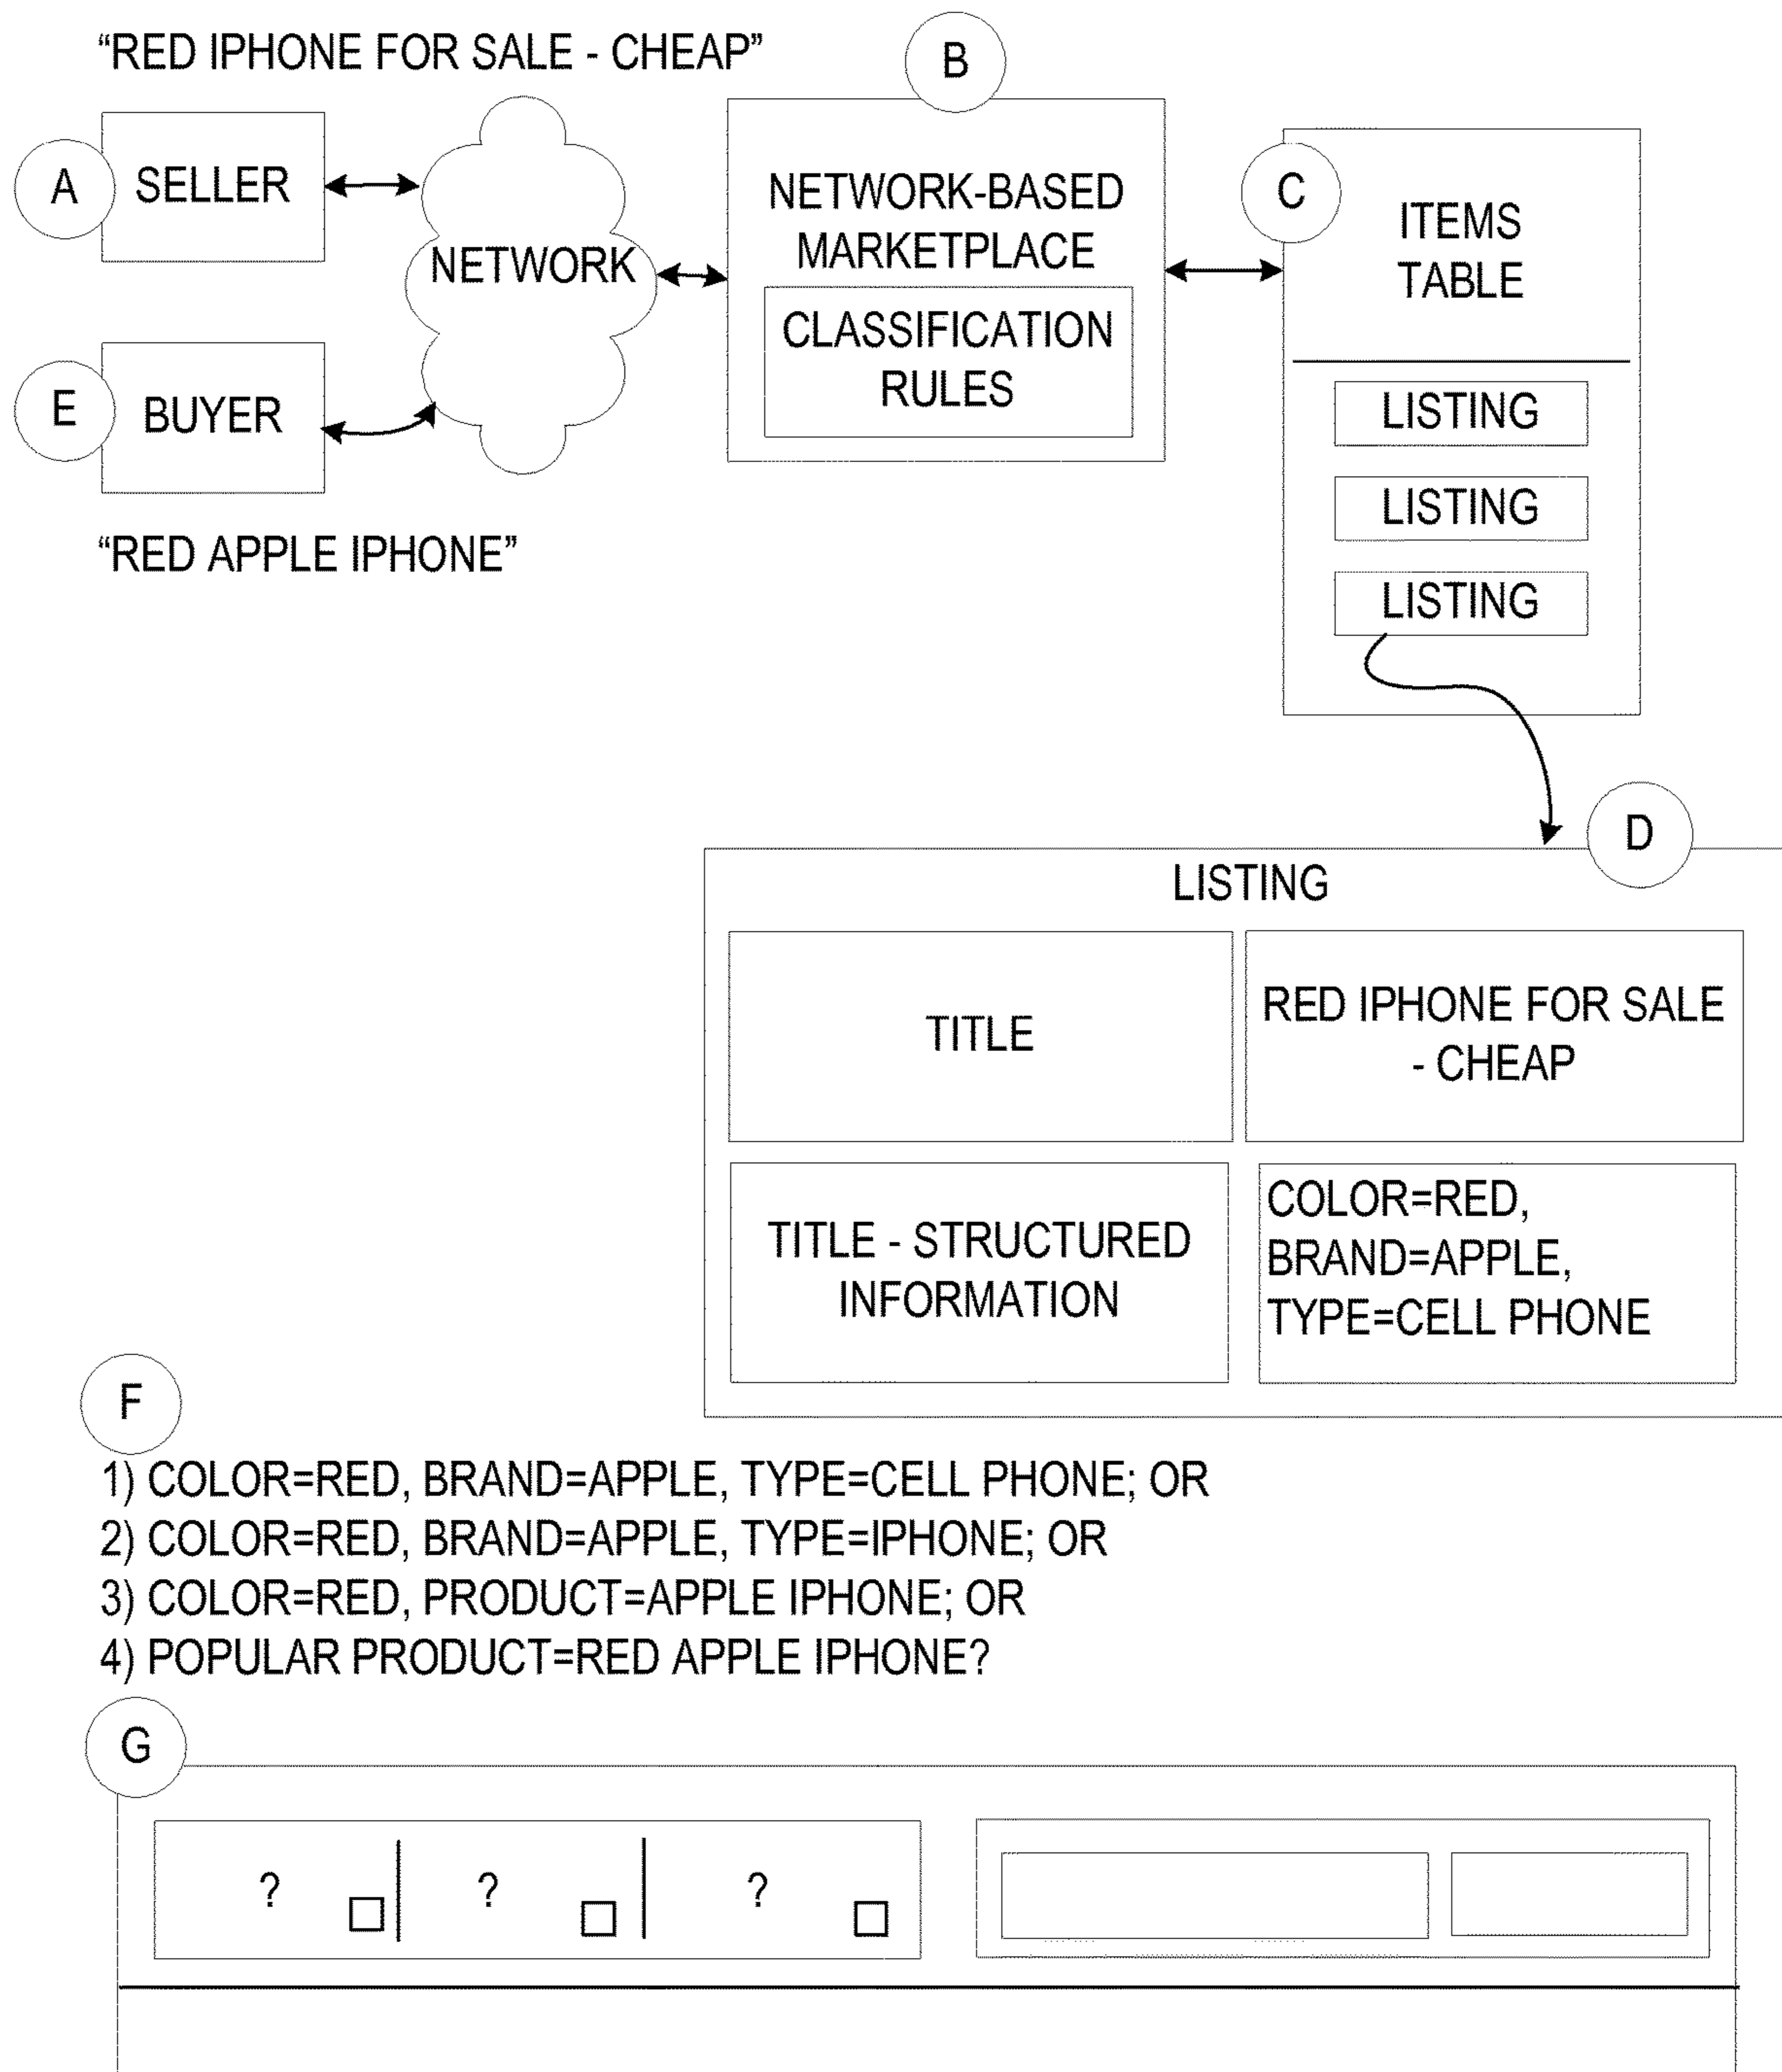 “RED IPHONE FOR SALE - CHEAP”
B
A
SELLER
NETWORK
NETWORK-BASED
MARKETPLACE
CLASSIFICATION
RULES
C
ITEMS
TABLE
LISTING
LISTING
LISTING
E
BUYER
“RED APPLE IPHONE”
D
LISTING
TITLE
RED IPHONE FOR SALE
- CHEAP
TITLE - STRUCTURED
INFORMATION
COLOR=RED,
BRAND=APPLE,
TYPE=CELL PHONE
F
1) COLOR=RED, BRAND=APPLE, TYPE=CELL PHONE; OR
2) COLOR=RED, BRAND=APPLE, TYPE=IPHONE; OR
3) COLOR=RED, PRODUCT=APPLE IPHONE; OR
4) POPULAR PRODUCT=RED APPLE IPHONE?
G
? ? ?